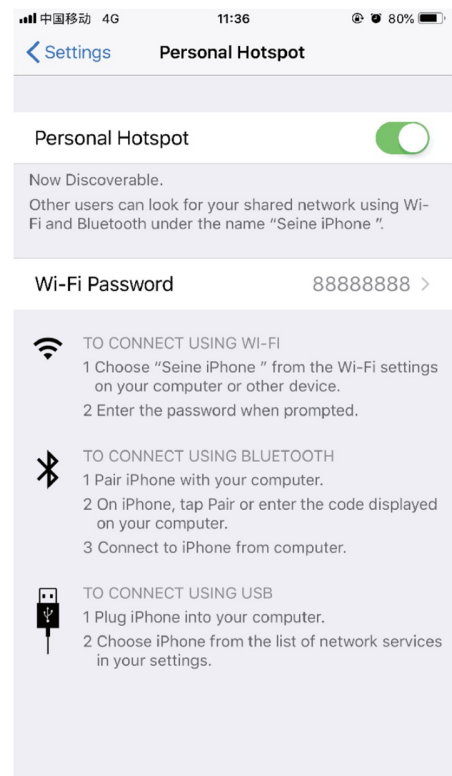 中国移动 4G 11:36 80%
Settings Personal Hotspot
Personal Hotspot
Now Discoverable.
Other users can look for your shared network using Wi-
Fi and Bluetooth under the name “Seine iPhone ”.
Wi-Fi Password 88888888
TO CONNECT USING WI-FI
1 Choose “Seine iPhone ” from the Wi-Fi settings
on your computer or other device.
2 Enter the password when prompted.
TO CONNECT USING BLUETOOTH
1 Pair iPhone with your computer.
2 On iPhone, tap Pair or enter the code displayed
on your computer.
3 Connect to iPhone from computer.
TO CONNECT USING USB
1 Plug iPhone into your computer.
2 Choose iPhone from the list of network services
in your settings.